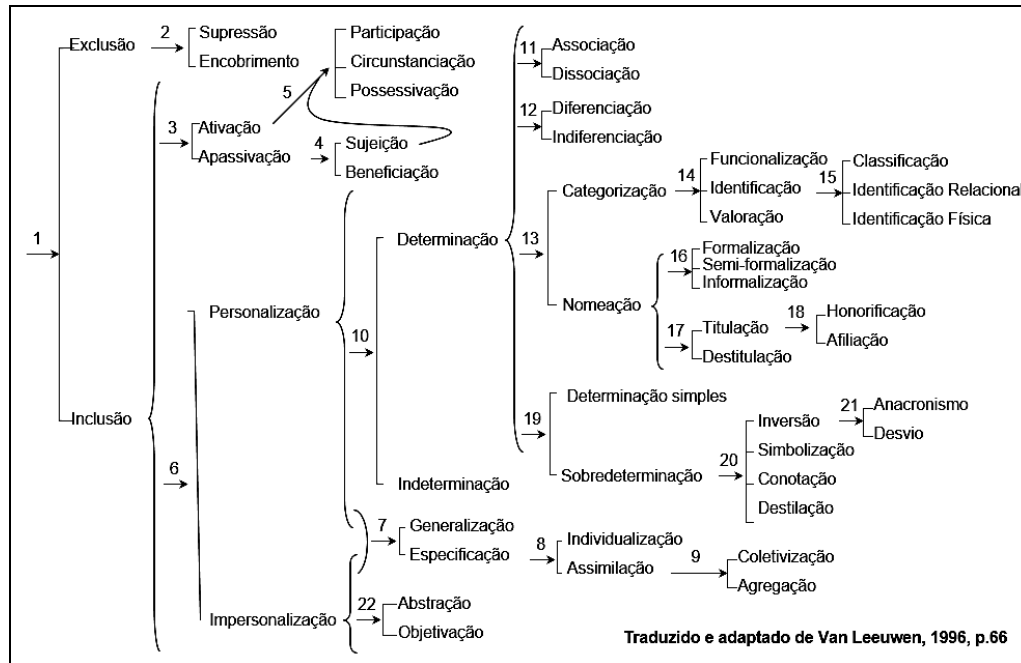 1
Exclusão
2
Supressão
Encobrimento
Inclusão
3
Ativação
Apassivação
5
Participação
Circunstanciação
Possessivação
4
Sujeição
Beneficiação
6
Personalização
10
Determinação
11
Associação
Dissociação
12
Diferenciação
Indiferenciação
13
Categorização
14
Funcionalização
Identificação
Valoração
15
Classificação
Identificação Relacional
Identificação Física
Nomeação
16
Formalização
Semi-formalização
Informalização
17
Titulação
Destitulação
18
Honorificação
Afiliação
19
Determinação simples
Sobredeterminação
20
Inversão
Simbolização
Conotação
Destilação
21
Anacronismo
Desvio
Indeterminação
7
Generalização
Especificação
8
Individualização
Assimilação
9
Coletivização
Agregação
Impersonalização
22
Abstração
Objetivação
Traduzido e adaptado de Van Leeuwen, 1996, p.66